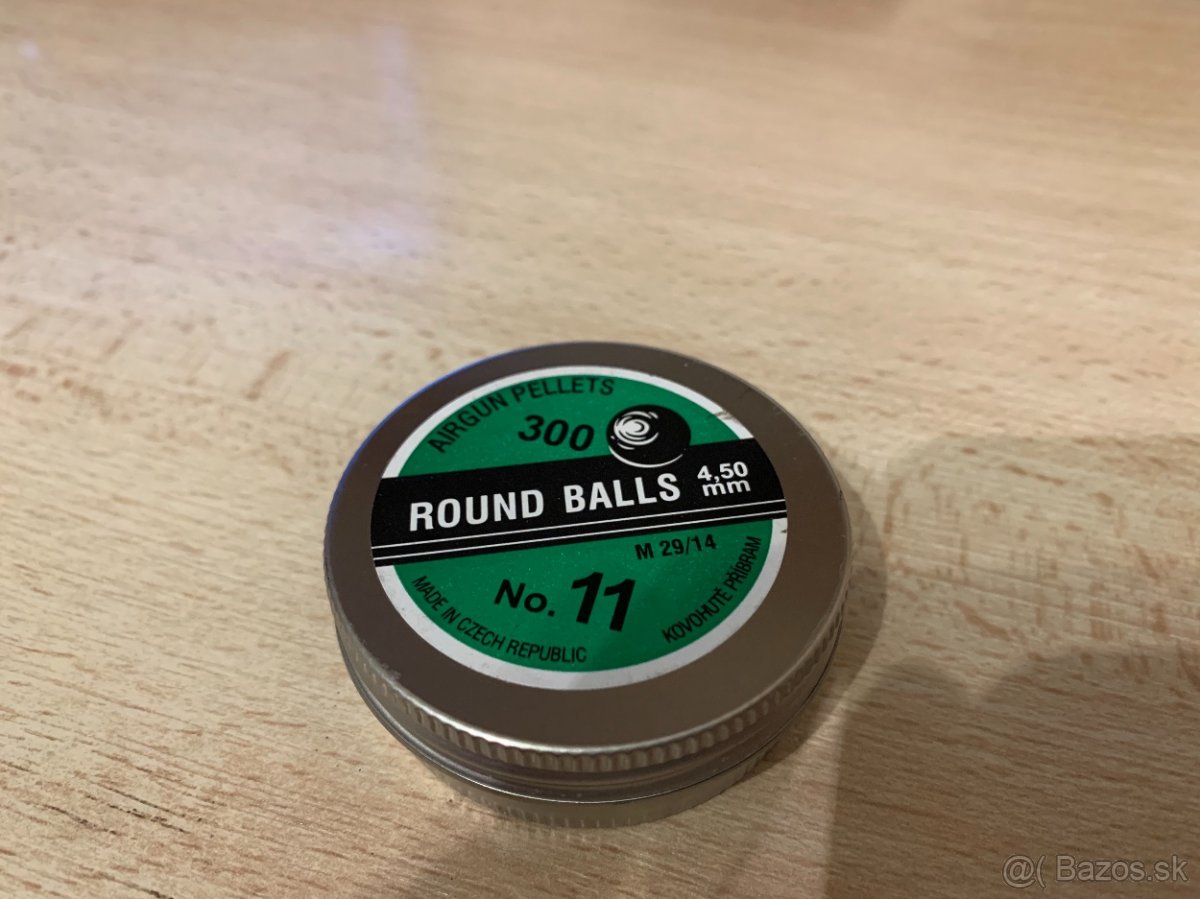 AIRGUN PELLETS
300
ROUND BALLS 4,50 mm
M 29/14
No. 11
MADE IN CZECH REPUBLIC
KOVOHUTĚ PŘÍBRAM
@( Bazos.sk